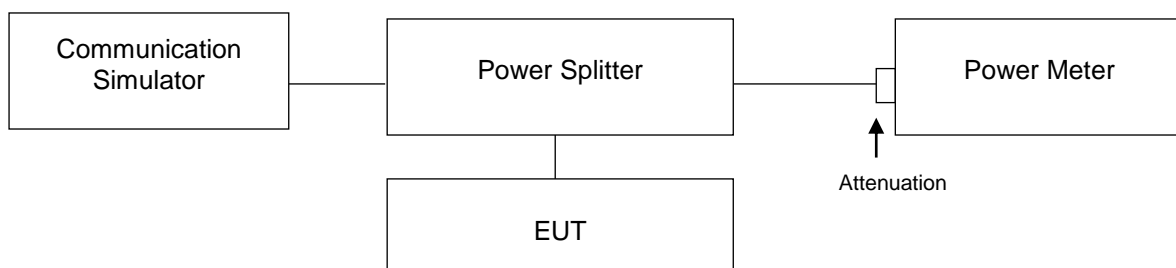 Communication
Simulator
Power Splitter
Power Meter
Attenuation
EUT